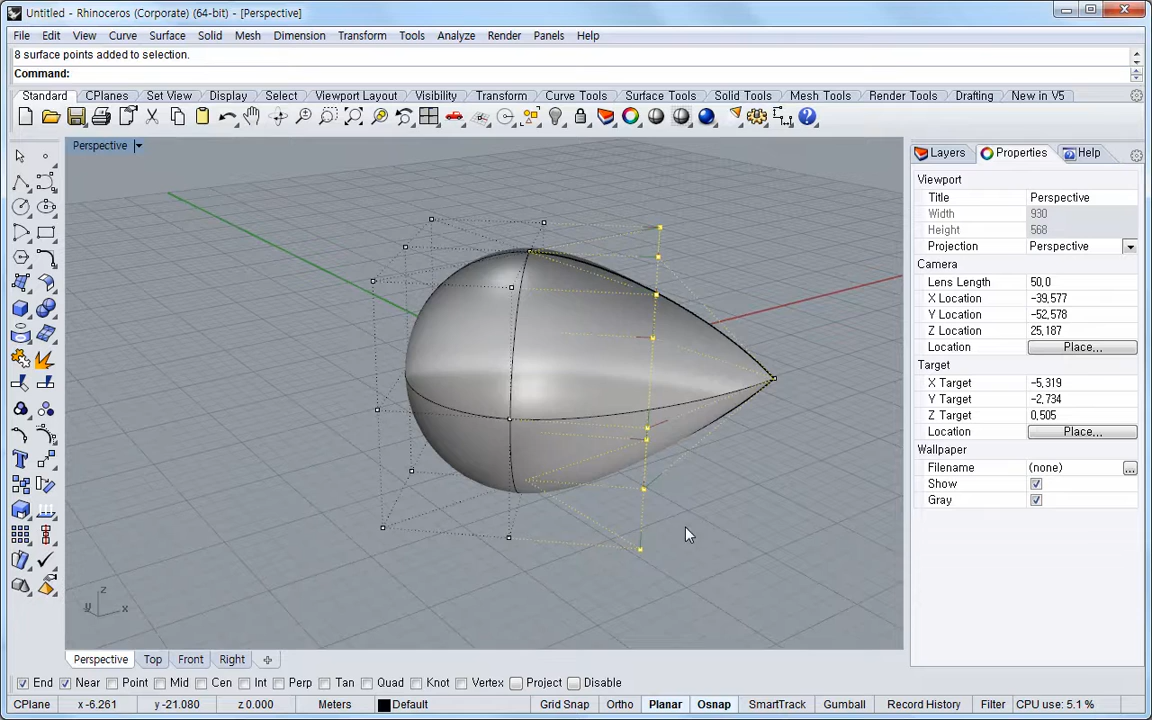 Untitled - Rhinoceros (Corporate) (64-bit) - [Perspective]
File Edit View Curve Surface Solid Mesh Dimension Transform Tools Analyze Render Panels Help
8 surface points added to selection.
Command:
Standard CPlanes Set View Display Select Viewport Layout Visibility Transform Curve Tools Surface Tools Solid Tools Mesh Tools Render Tools Drafting New in V5
Perspective
Layers Properties Help
Viewport
Title Perspective
Width 930
Height 568
Projection Perspective
Camera
Lens Length 50,0
X Location -39,577
Y Location -52,578
Z Location 25,187
Location Place...
Target
X Target -5,319
Y Target -2,734
Z Target 0,505
Location Place...
Wallpaper
Filename (none) ...
Show
Gray
z
y x
Perspective Top Front Right
End Near Point Mid Cen Int Perp Tan Quad Knot Vertex Project Disable
CPlane x -6.261 y -21.080 z 0.000 Meters Default Grid Snap Ortho Planar Osnap SmartTrack Gumball Record History Filter CPU use: 5.1 %